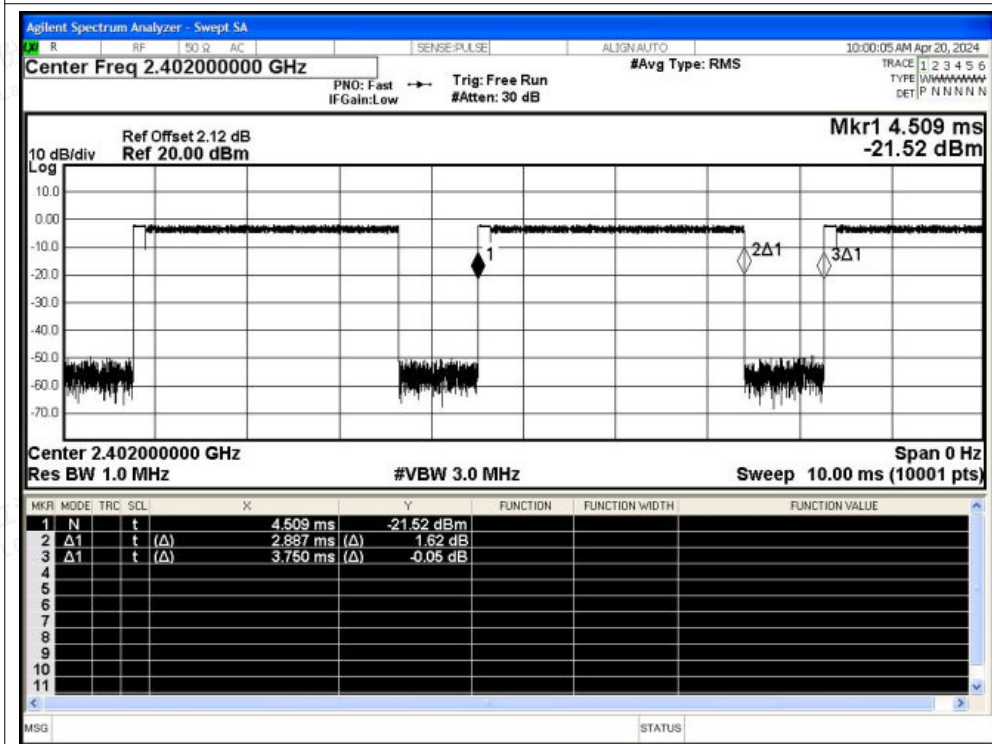 Agilent Spectrum Analyzer - Swept SA
LXI R RF 50 Ω AC SENSE:PULSE ALIGN AUTO 10:00:05 AM Apr 20, 2024
Center Freq 2.402000000 GHz #Avg Type: RMS TRACE 1 2 3 4 5 6
PNO: Fast Trig: Free Run TYPE WWWWWW
IFGain:Low #Atten: 30 dB DET P N N N N N
Mkr1 4.509 ms
Ref Offset 2.12 dB
10 dB/div Ref 20.00 dBm -21.52 dBm
Log
10.0
0.00
-10.0
1 2Δ1 3Δ1
-20.0
-30.0
-40.0
-50.0
-60.0
-70.0
Center 2.402000000 GHz Span 0 Hz
Res BW 1.0 MHz #VBW 3.0 MHz Sweep 10.00 ms (10001 pts)
MKR MODE TRC SCL X Y FUNCTION FUNCTION WIDTH FUNCTION VALUE
1 N t 4.509 ms -21.52 dBm
2 Δ1 t (Δ) 2.887 ms (Δ) 1.62 dB
3 Δ1 t (Δ) 3.750 ms (Δ) -0.05 dB
4
5
6
7
8
9
10
11
MSG STATUS